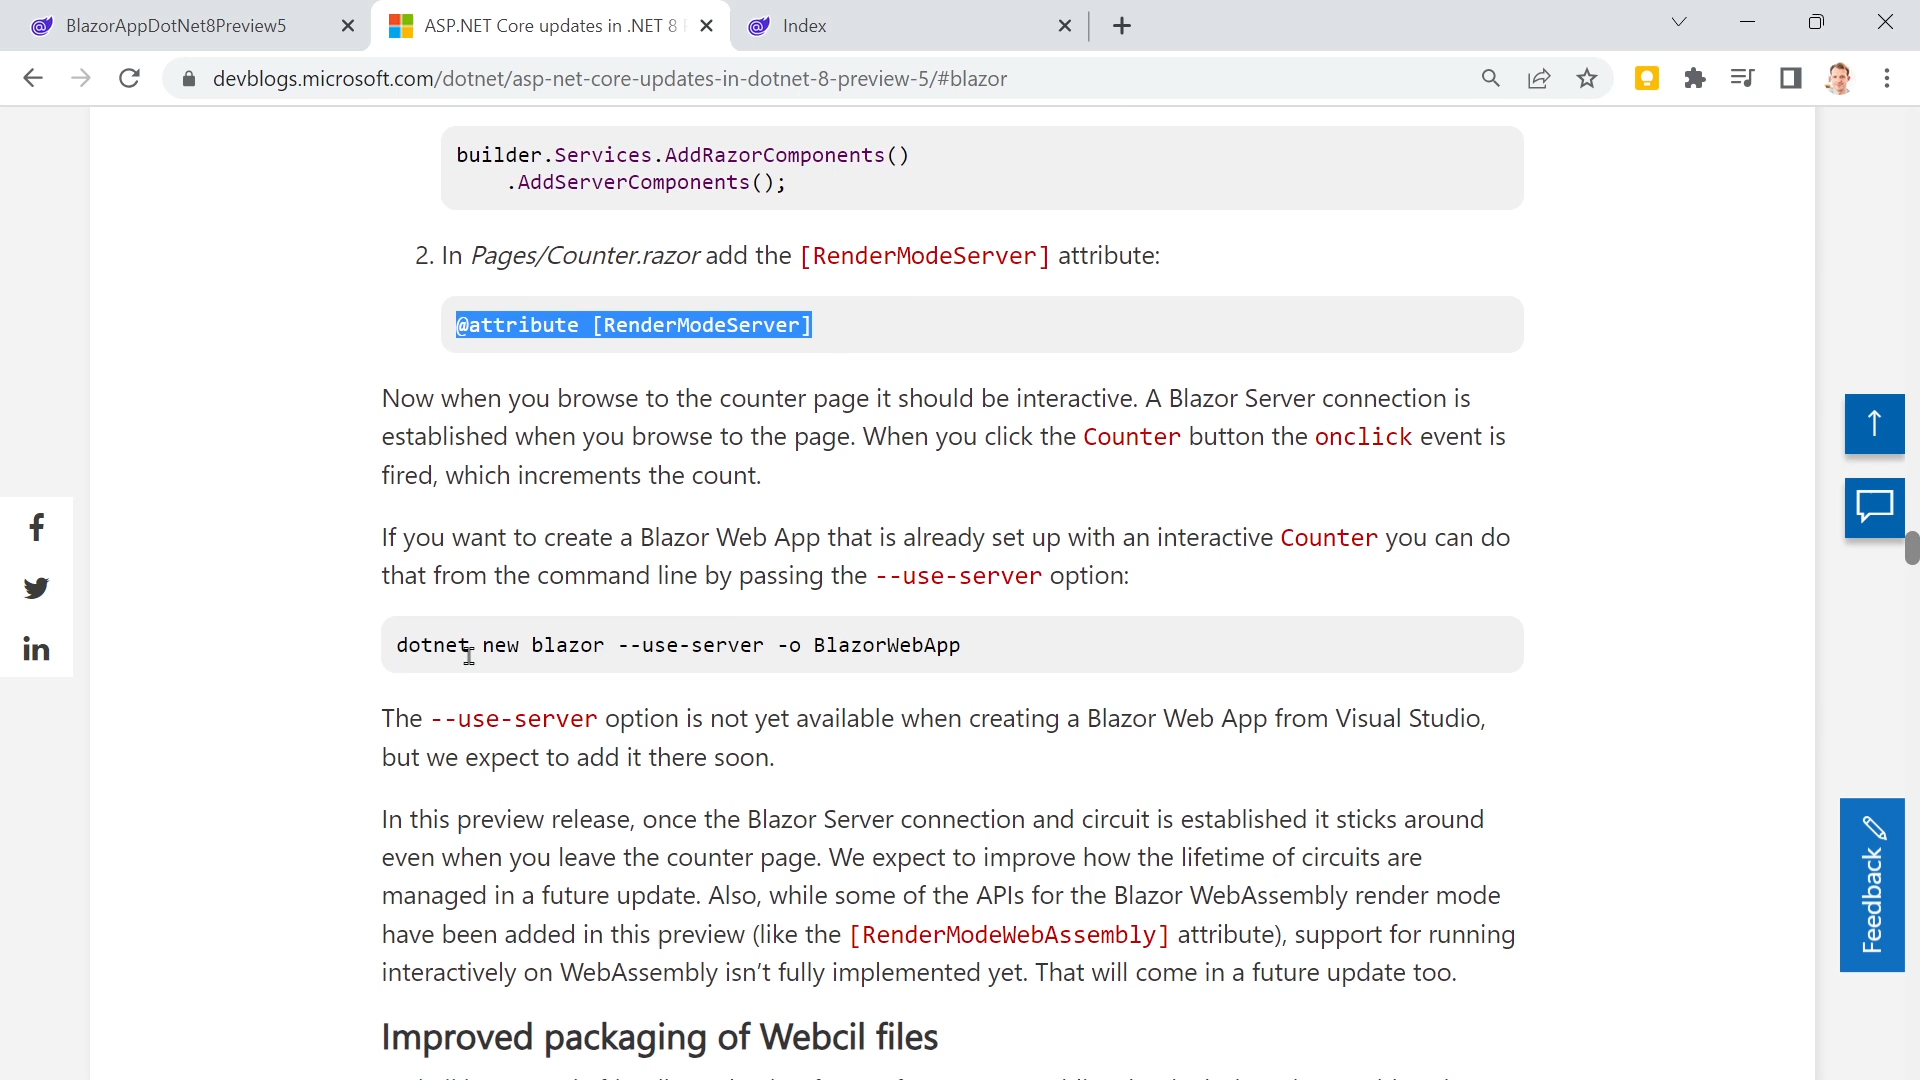 BlazorAppDotNet8Preview5
ASP.NET Core updates in .NET 8
Index
devblogs.microsoft.com/dotnet/asp-net-core-updates-in-dotnet-8-preview-5/#blazor
builder.Services.AddRazorComponents()
.AddServerComponents();
2. In Pages/Counter.razor add the [RenderModeServer] attribute:
@attribute [RenderModeServer]
Now when you browse to the counter page it should be interactive. A Blazor Server connection is
established when you browse to the page. When you click the Counter button the onclick event is
fired, which increments the count.
If you want to create a Blazor Web App that is already set up with an interactive Counter you can do
that from the command line by passing the --use-server option:
dotnet new blazor --use-server -o BlazorWebApp
The --use-server option is not yet available when creating a Blazor Web App from Visual Studio,
but we expect to add it there soon.
In this preview release, once the Blazor Server connection and circuit is established it sticks around
even when you leave the counter page. We expect to improve how the lifetime of circuits are
managed in a future update. Also, while some of the APIs for the Blazor WebAssembly render mode
have been added in this preview (like the [RenderModeWebAssembly] attribute), support for running
interactively on WebAssembly isn't fully implemented yet. That will come in a future update too.
Improved packaging of Webcil files
Feedback